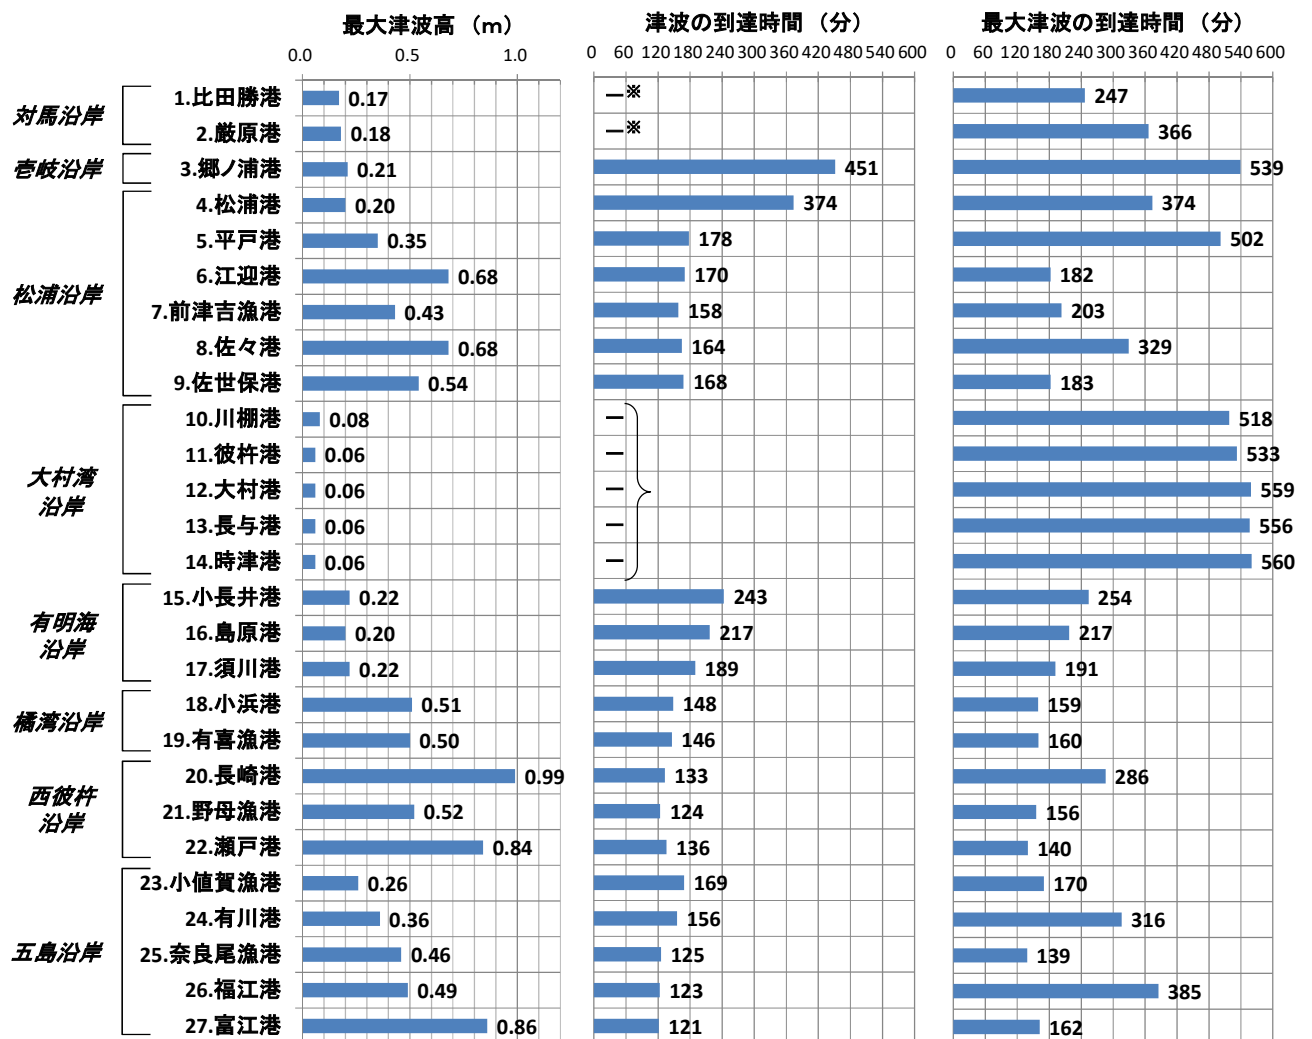 最大津波高 （m）
津波の到達時間 （分）
最大津波の到達時間 （分）
0.0 0.5 1.0
0 60 120 180 240 300 360 420 480 540 600
0 60 120 180 240 300 360 420 480 540 600
対馬沿岸
1.比田勝港 0.17 ―※ 247
2.厳原港 0.18 ―※ 366
壱岐沿岸
3.郷ノ浦港 0.21 451 539
松浦沿岸
4.松浦港 0.20 374 374
5.平戸港 0.35 178 502
6.江迎港 0.68 170 182
7.前津吉漁港 0.43 158 203
8.佐々港 0.68 164 329
9.佐世保港 0.54 168 183
大村湾
沿岸
10.川棚港 0.08 ― 518
11.彼杵港 0.06 ― 533
12.大村港 0.06 ― 559
13.長与港 0.06 ― 556
14.時津港 0.06 ― 560
有明海
沿岸
15.小長井港 0.22 243 254
16.島原港 0.20 217 217
17.須川港 0.22 189 191
橘湾沿岸
18.小浜港 0.51 148 159
19.有喜漁港 0.50 146 160
西彼杵
沿岸
20.長崎港 0.99 133 286
21.野母漁港 0.52 124 156
22.瀬戸港 0.84 136 140
五島沿岸
23.小値賀漁港 0.26 169 170
24.有川港 0.36 156 316
25.奈良尾漁港 0.46 125 139
26.福江港 0.49 123 385
27.富江港 0.86 121 162